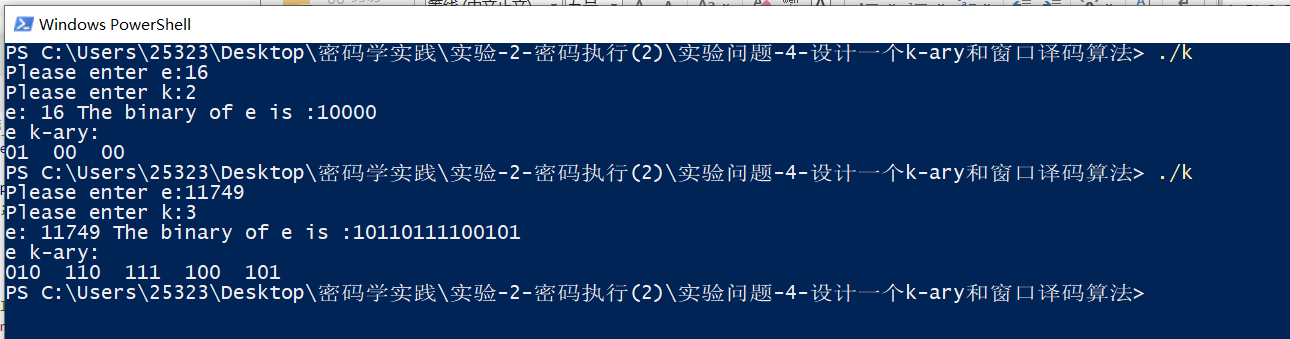 Windows PowerShell
PS C:\Users\25323\Desktop\密码学实践\实验-2-密码执行(2)\实验问题-4-设计一个k-ary和窗口译码算法> ./k
Please enter e:16
Please enter k:2
e: 16 The binary of e is :10000
e k-ary:
01  00  00
PS C:\Users\25323\Desktop\密码学实践\实验-2-密码执行(2)\实验问题-4-设计一个k-ary和窗口译码算法> ./k
Please enter e:11749
Please enter k:3
e: 11749 The binary of e is :10110111100101
e k-ary:
010  110  111  100  101
PS C:\Users\25323\Desktop\密码学实践\实验-2-密码执行(2)\实验问题-4-设计一个k-ary和窗口译码算法>